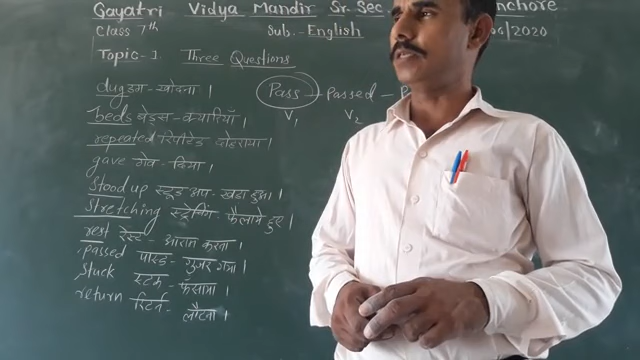 Gayatri Vidya Mandir Sr. Sec.
Class 7th Sub. - English /2020
Topic - 1 Three Questions
dug डग - खोदना ।
beds बेड्स - क्यारियाँ ।
repeated रिपीटेड दोहराया ।
gave गेव - दिया ।
Stood up स्टूड अप - खड़ा हुआ ।
Stretching स्ट्रेचिंग - फैलाते हुए ।
rest रेस्ट - आराम करना ।
passed पास्ड - गुजर गया ।
stuck स्टक - फँसाया ।
return रिटर्न - लौटना ।
Pass - Passed - P
V1 V2